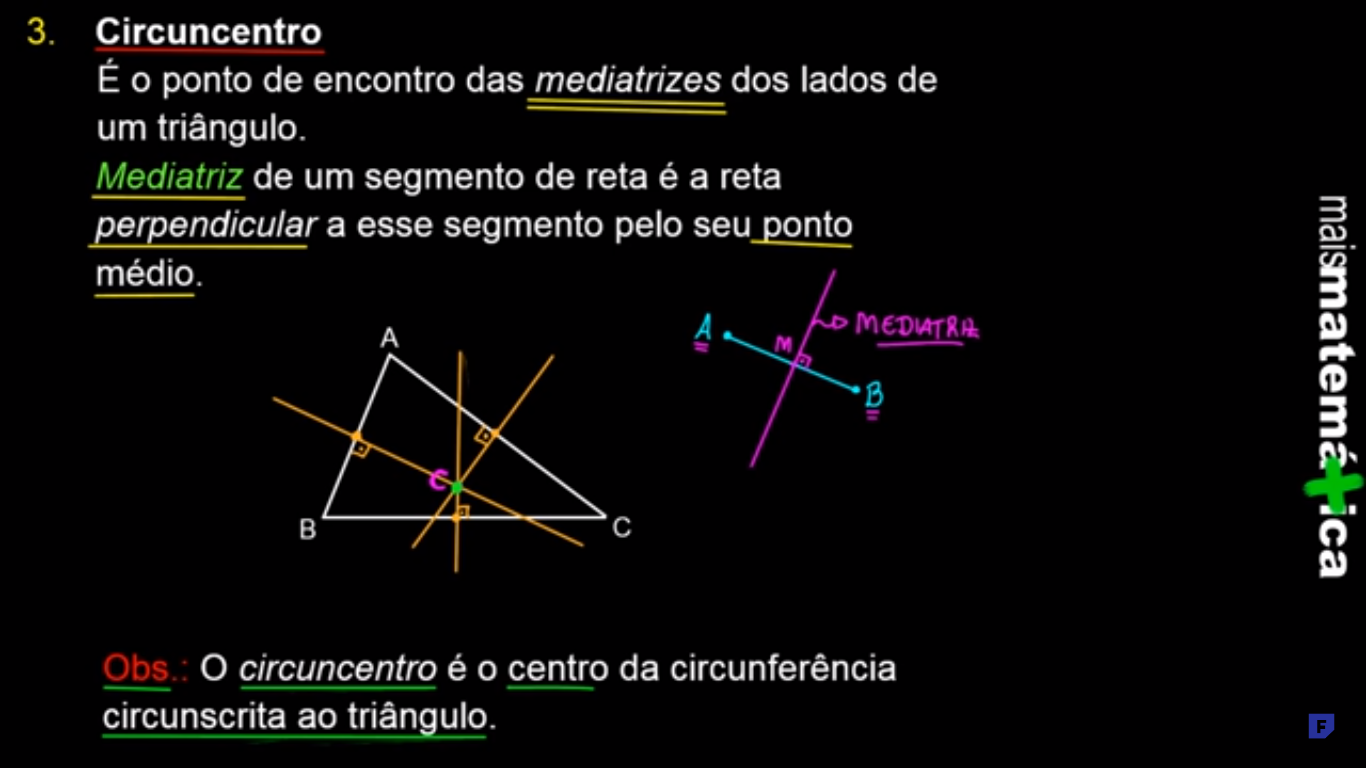 3. Circuncentro
É o ponto de encontro das mediatrizes dos lados de
um triângulo.
Mediatriz de um segmento de reta é a reta
perpendicular a esse segmento pelo seu ponto
médio.
A
B
C
C
A
M
B
MEDIATRIZ
Obs.: O circuncentro é o centro da circunferência
circunscrita ao triângulo.
maismatemática
F